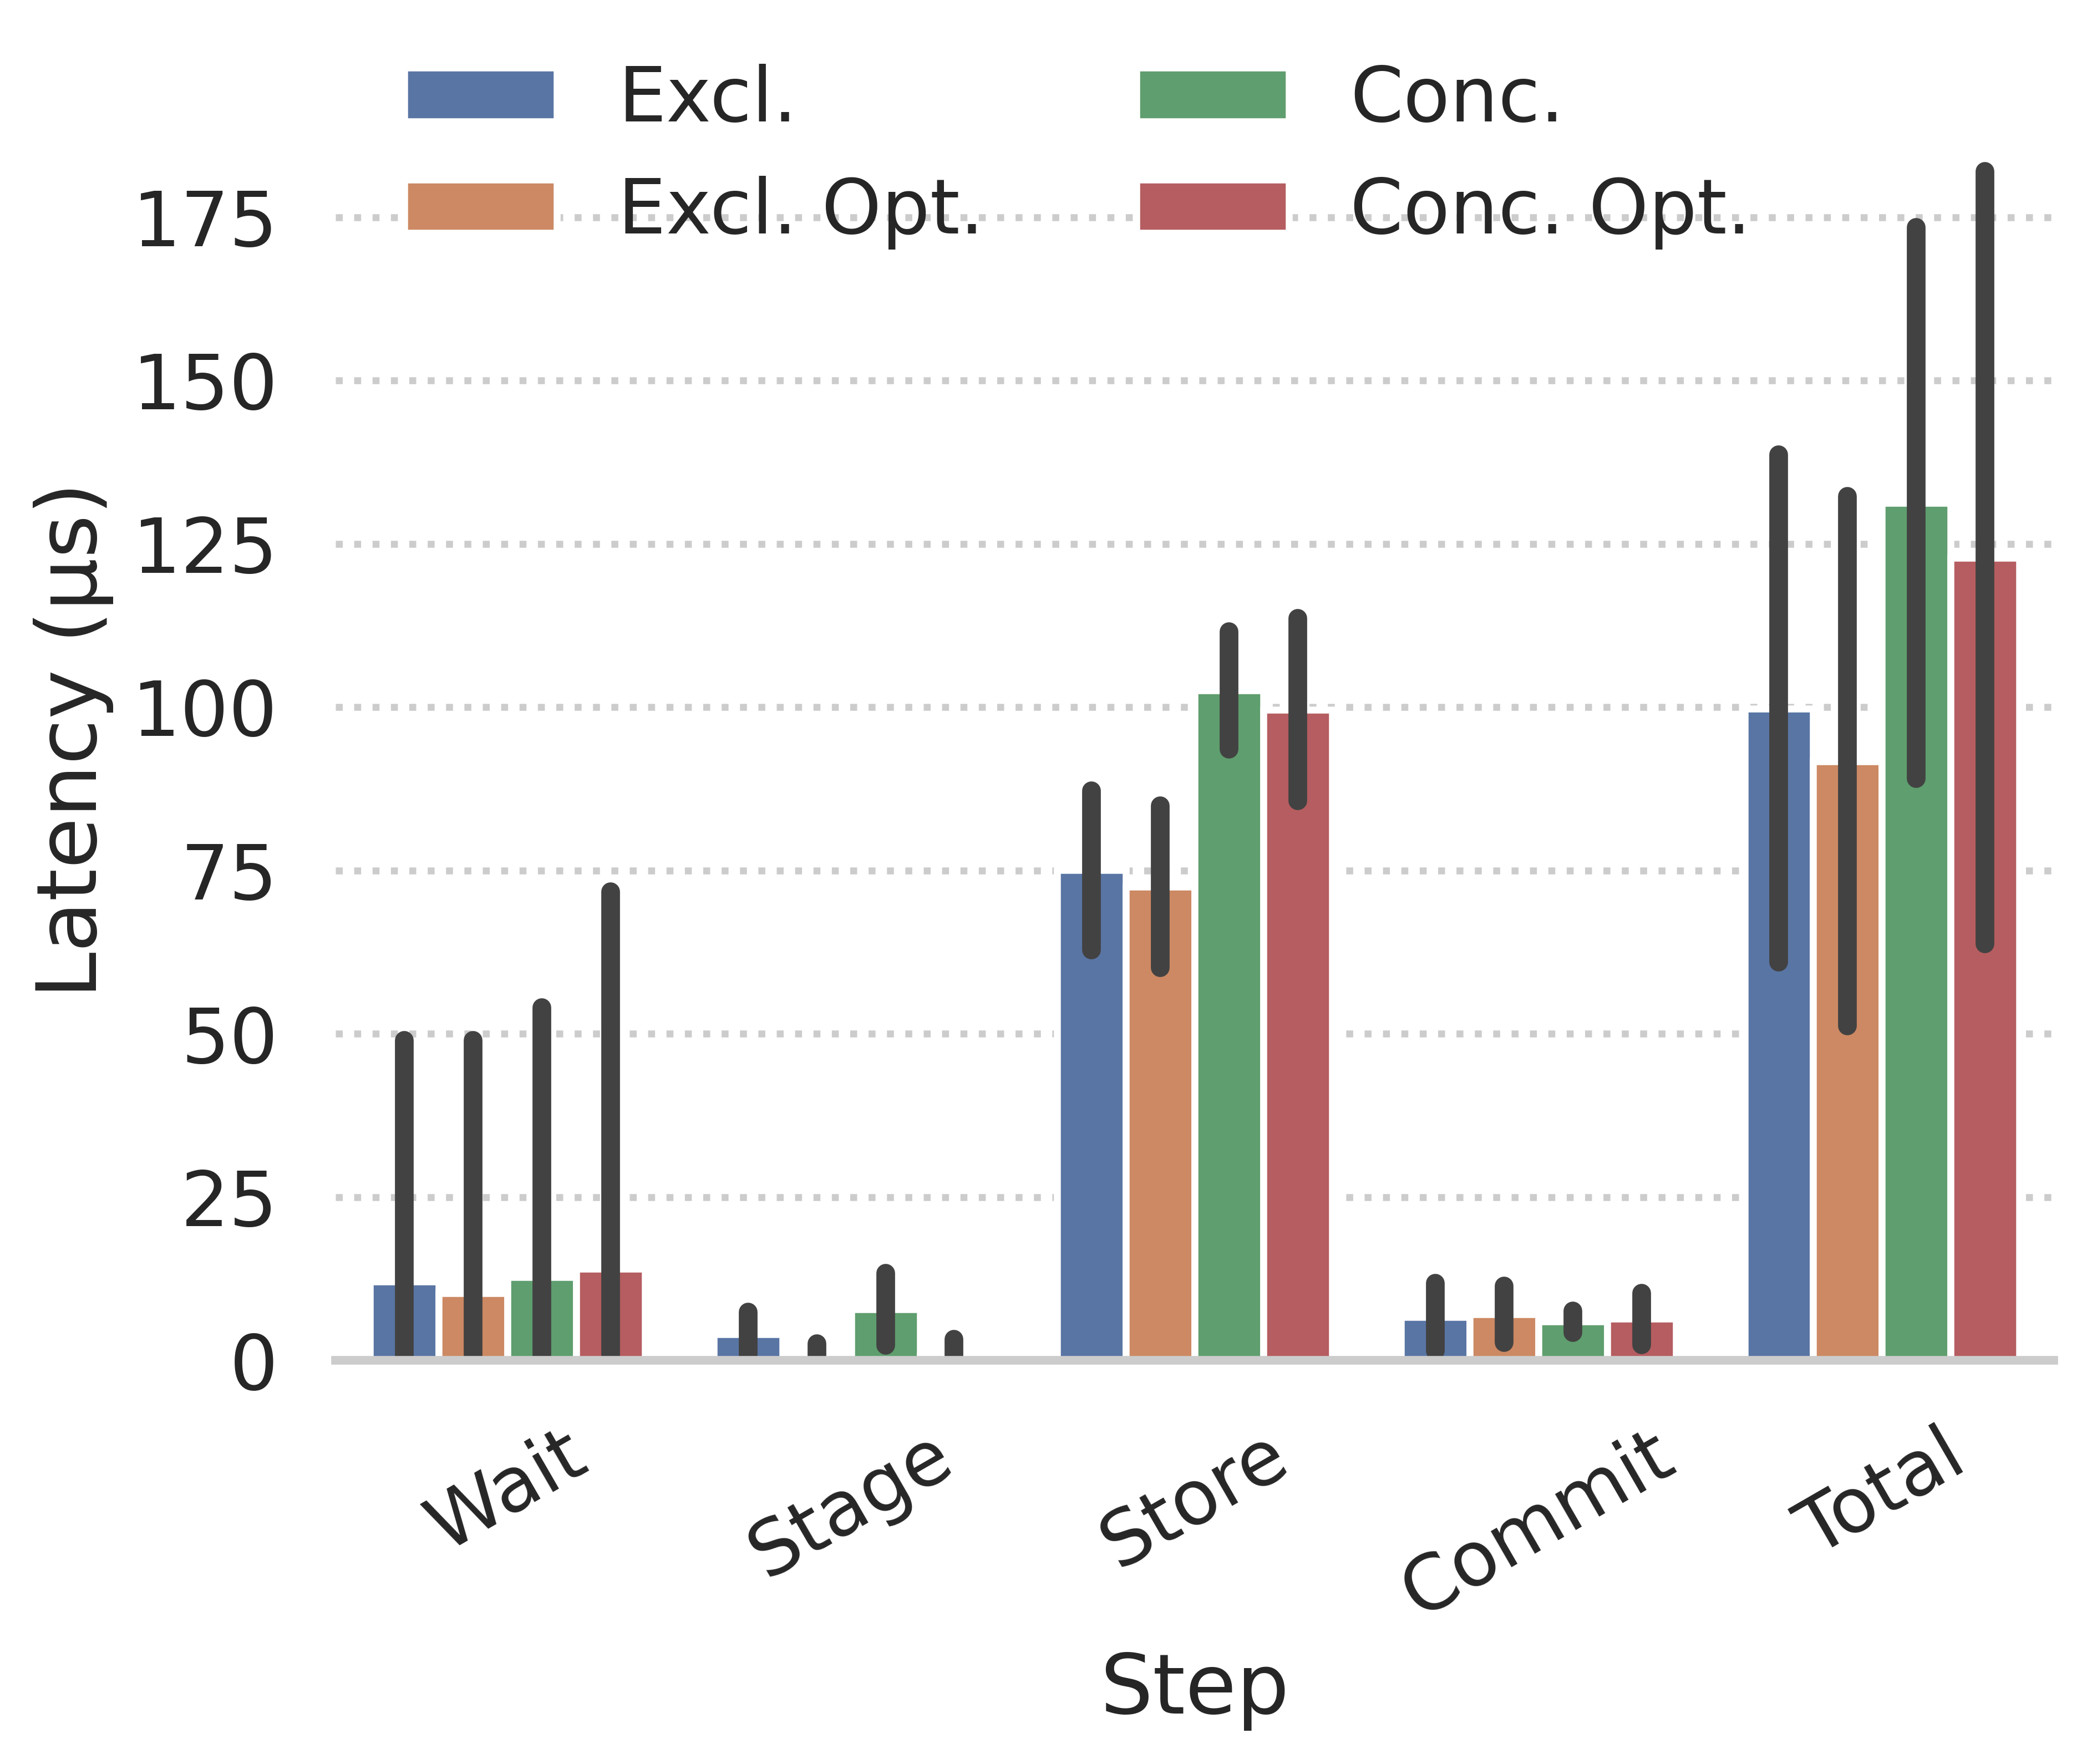 Excl.
Conc.
Excl. Opt.
Conc. Opt.
Latency (µs)
175
150
125
100
75
50
25
0
Wait
Stage
Store
Commit
Total
Step